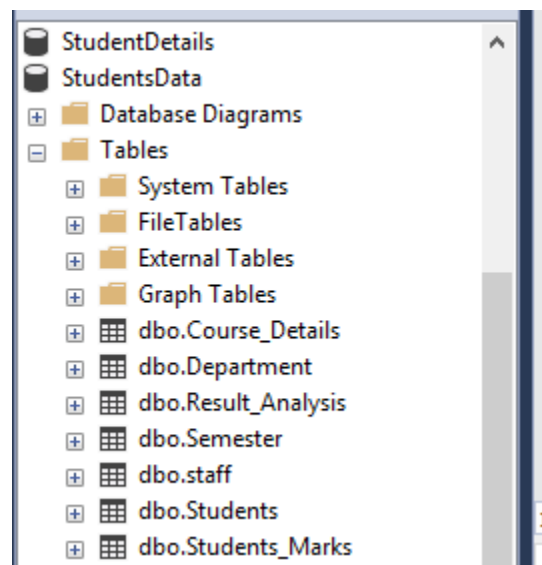 StudentDetails
StudentsData
Database Diagrams
Tables
System Tables
FileTables
External Tables
Graph Tables
dbo.Course_Details
dbo.Department
dbo.Result_Analysis
dbo.Semester
dbo.staff
dbo.Students
dbo.Students_Marks